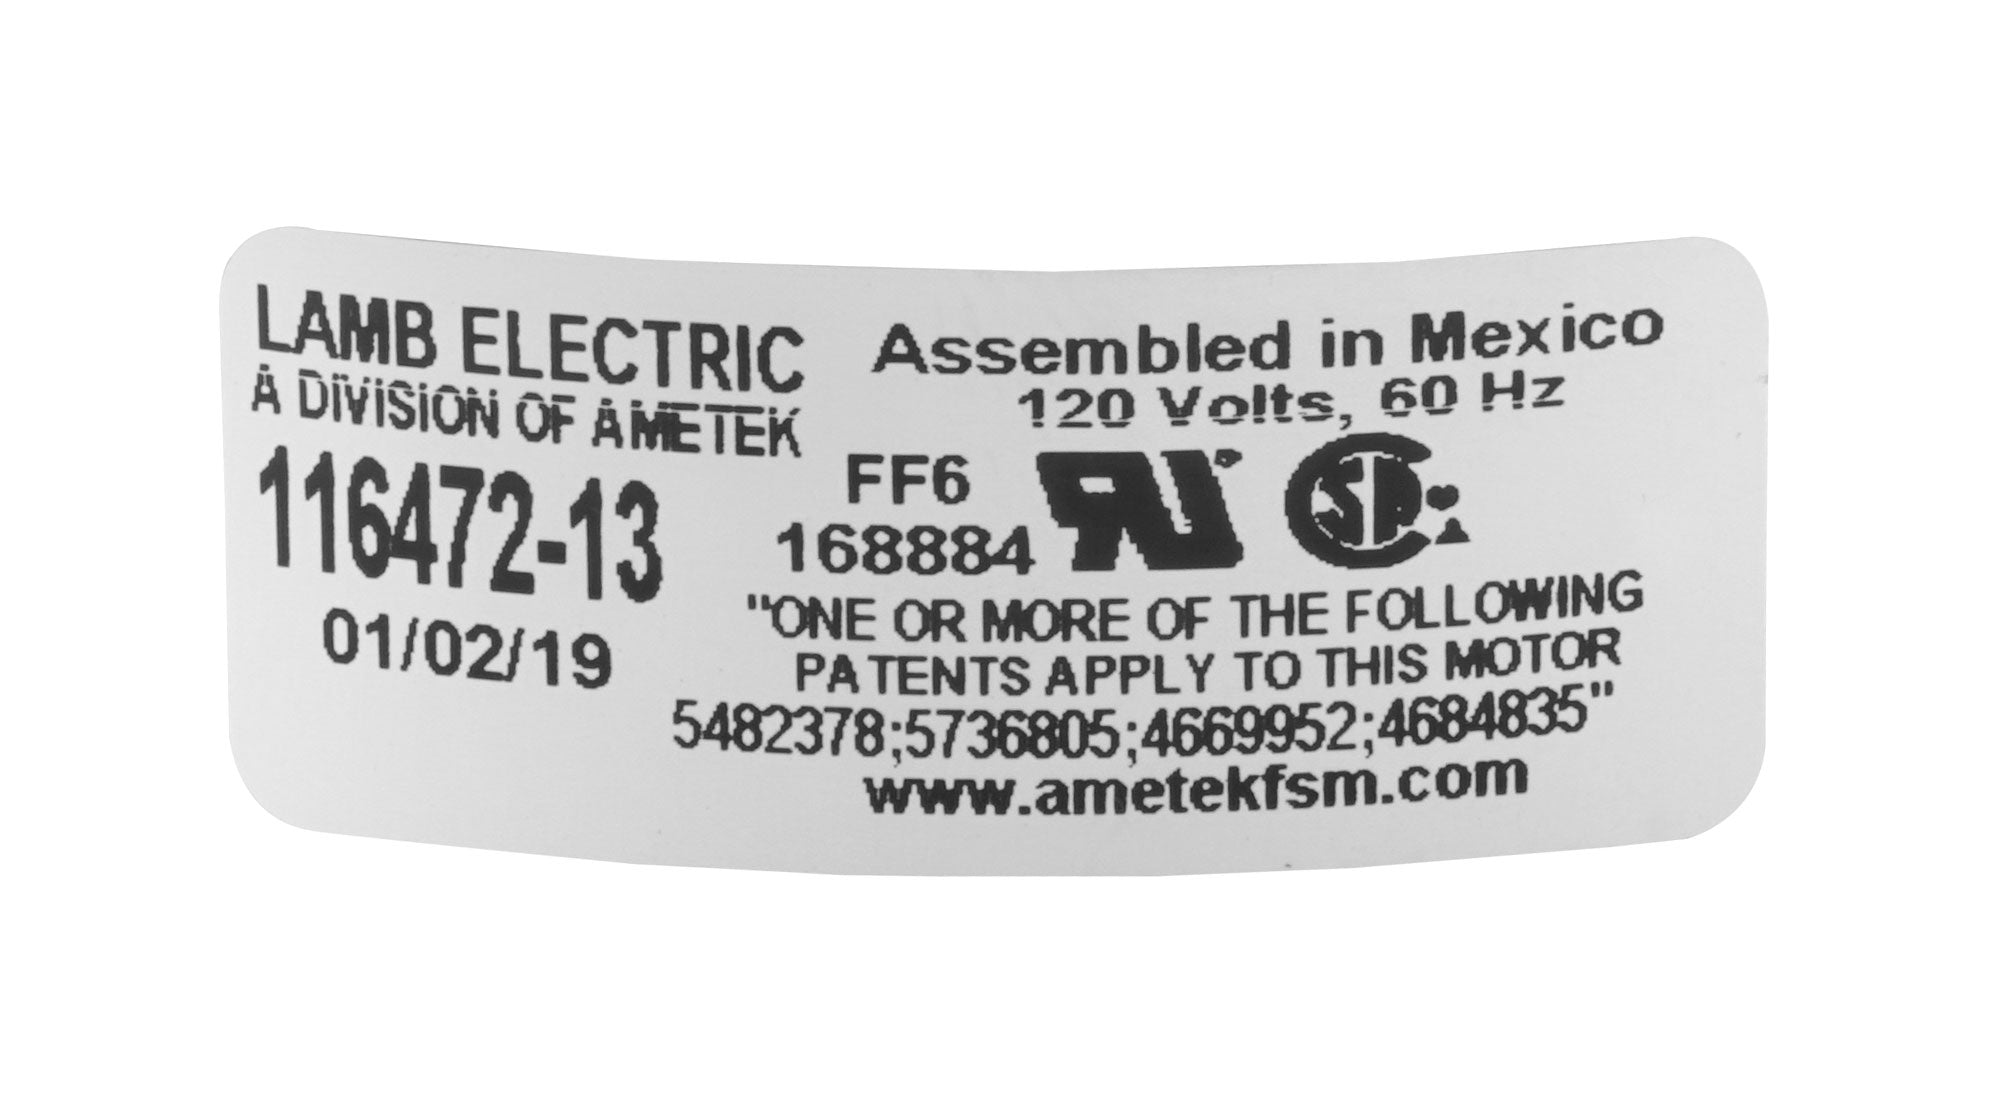 LAMB ELECTRIC
A DIVISION OF AMETEK
116472-13
01/02/19
Assembled in Mexico
120 Volts, 60 Hz
FF6
168884
"ONE OR MORE OF THE FOLLOWING
PATENTS APPLY TO THIS MOTOR
5482378;5736805;4669952;4684835"
www.ametekfsm.com